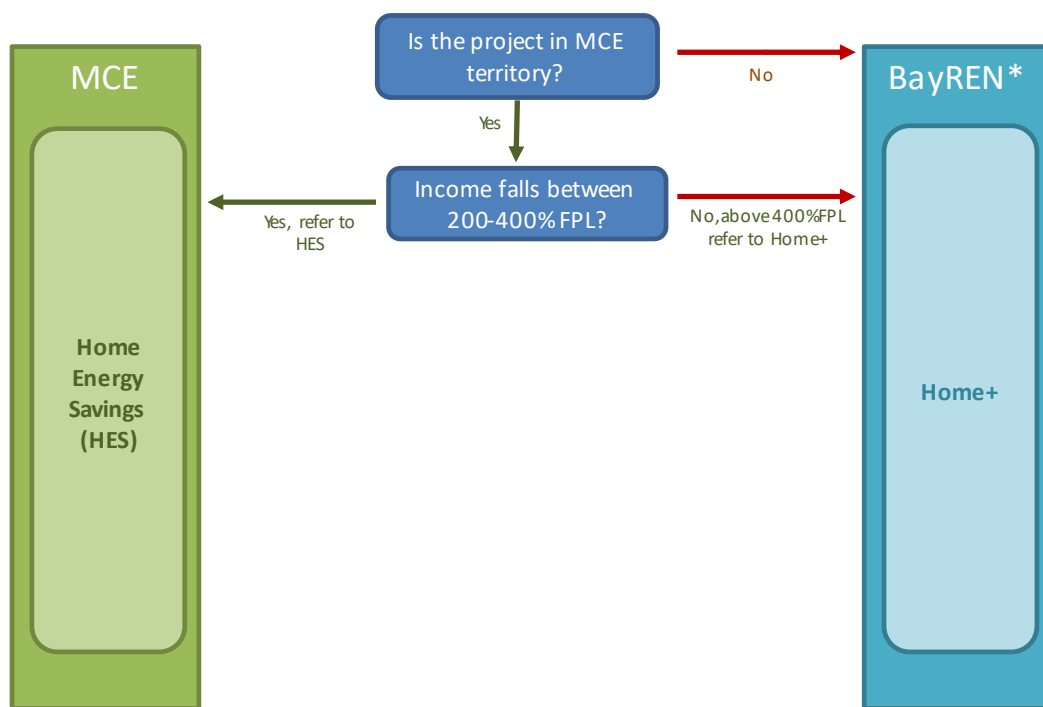 Is the project in MCE
territory?
No
MCE
BayREN*
Yes
Income falls between
200-400% FPL?
Yes, refer to
HES
No, above 400%FPL
refer to Home+
Home
Energy
Savings
(HES)
Home+